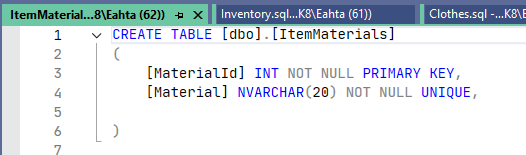 ItemMaterial...8\Eahta (62))
Inventory.sql...K8\Eahta (61))
Clothes.sql -...K8\E
1 CREATE TABLE [dbo].[ItemMaterials]
2 (
3 [MaterialId] INT NOT NULL PRIMARY KEY,
4 [Material] NVARCHAR(20) NOT NULL UNIQUE,
5
6 )
7